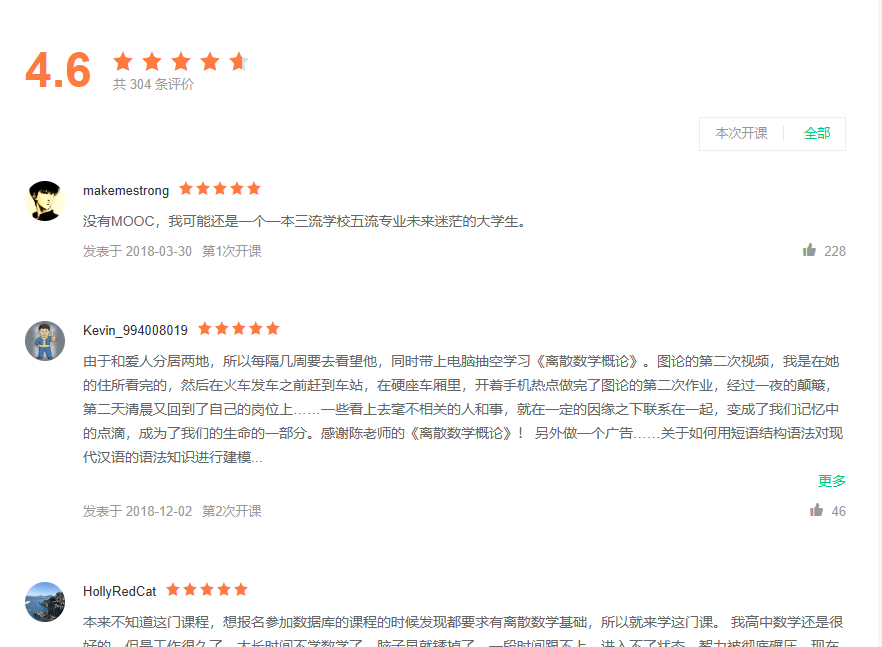 4.6
共 304 条评价
本次开课 全部
makemestrong
没有MOOC，我可能还是一个一本三流学校五流专业未来迷茫的大学生。
发表于 2018-03-30 第1次开课 228
Kevin_994008019
由于和爱人分居两地，所以每隔几周要去看望他，同时带上电脑抽空学习《离散数学概论》。图论的第二次视频，我是在她
的住所看完的，然后在火车发车之前赶到车站，在硬座车厢里，开着手机热点做完了图论的第二次作业，经过一夜的颠簸，
第二天清晨又回到了自己的岗位上……一些看上去毫不相关的人和事，就在一定的因缘之下联系在一起，变成了我们记忆中
的点滴，成为了我们的生命的一部分。感谢陈老师的《离散数学概论》！ 另外做一个广告……关于如何用短语结构语法对现
代汉语的语法知识进行建模...
更多
发表于 2018-12-02 第2次开课 46
HollyRedCat
本来不知道这门课程，想报名参加数据库的课程的时候发现都要求有离散数学基础，所以就来学这门课。 我高中数学还是很
好的，但是工作很久了，太长时间不学数学了，脑子早就锈掉了，一段时间跟不上，进入不了状态，智力被彻底碾压，现在